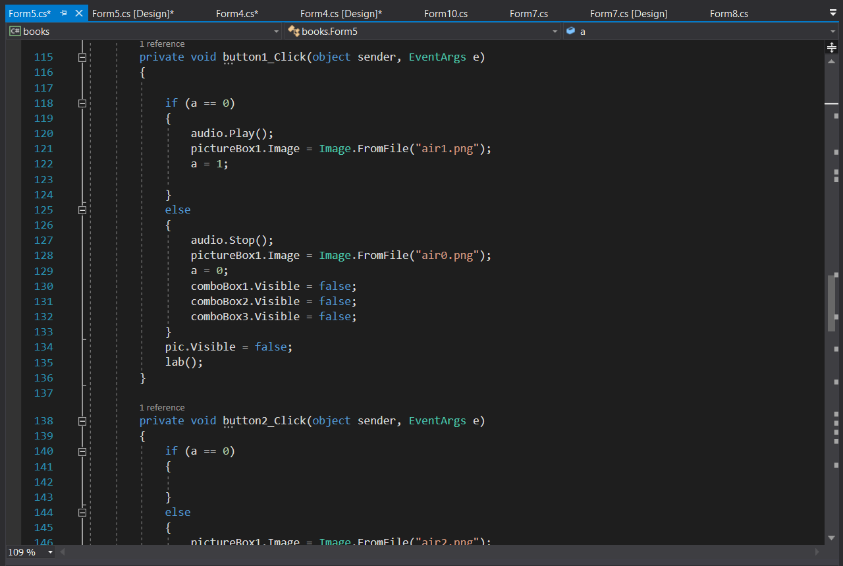 Form5.cs* Form5.cs [Design]* Form4.cs* Form4.cs [Design]* Form10.cs Form7.cs Form7.cs [Design] Form8.cs
C# books books.Form5 a
1 reference
115 private void button1_Click(object sender, EventArgs e)
116 {
117
118 if (a == 0)
119 {
120 audio.Play();
121 pictureBox1.Image = Image.FromFile("air1.png");
122 a = 1;
123
124 }
125 else
126 {
127 audio.Stop();
128 pictureBox1.Image = Image.FromFile("air0.png");
129 a = 0;
130 comboBox1.Visible = false;
131 comboBox2.Visible = false;
132 comboBox3.Visible = false;
133 }
134 pic.Visible = false;
135 lab();
136 }
137
1 reference
138 private void button2_Click(object sender, EventArgs e)
139 {
140 if (a == 0)
141 {
142
143 }
144 else
145 {
146 pictureBox1.Image = Image.FromFile("air2.png");
109 %